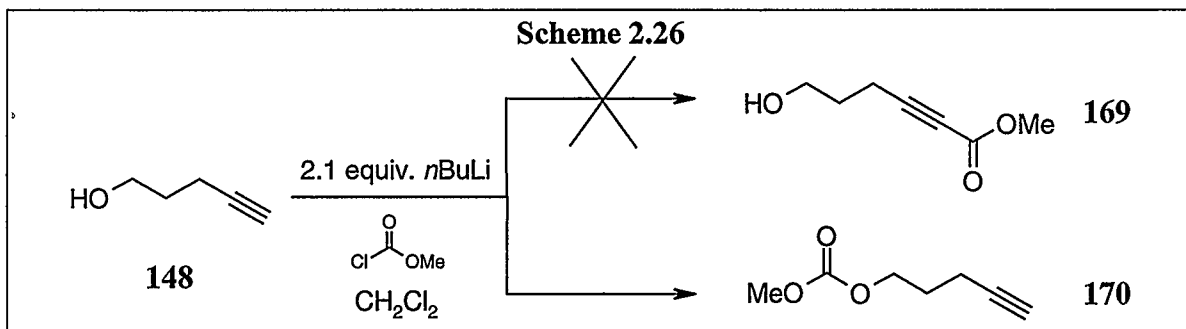 Scheme 2.26
HO
OMe
O
169
2.1 equiv. nBuLi
HO
148
O
Cl
OMe
CH2Cl2
O
MeO
O
170